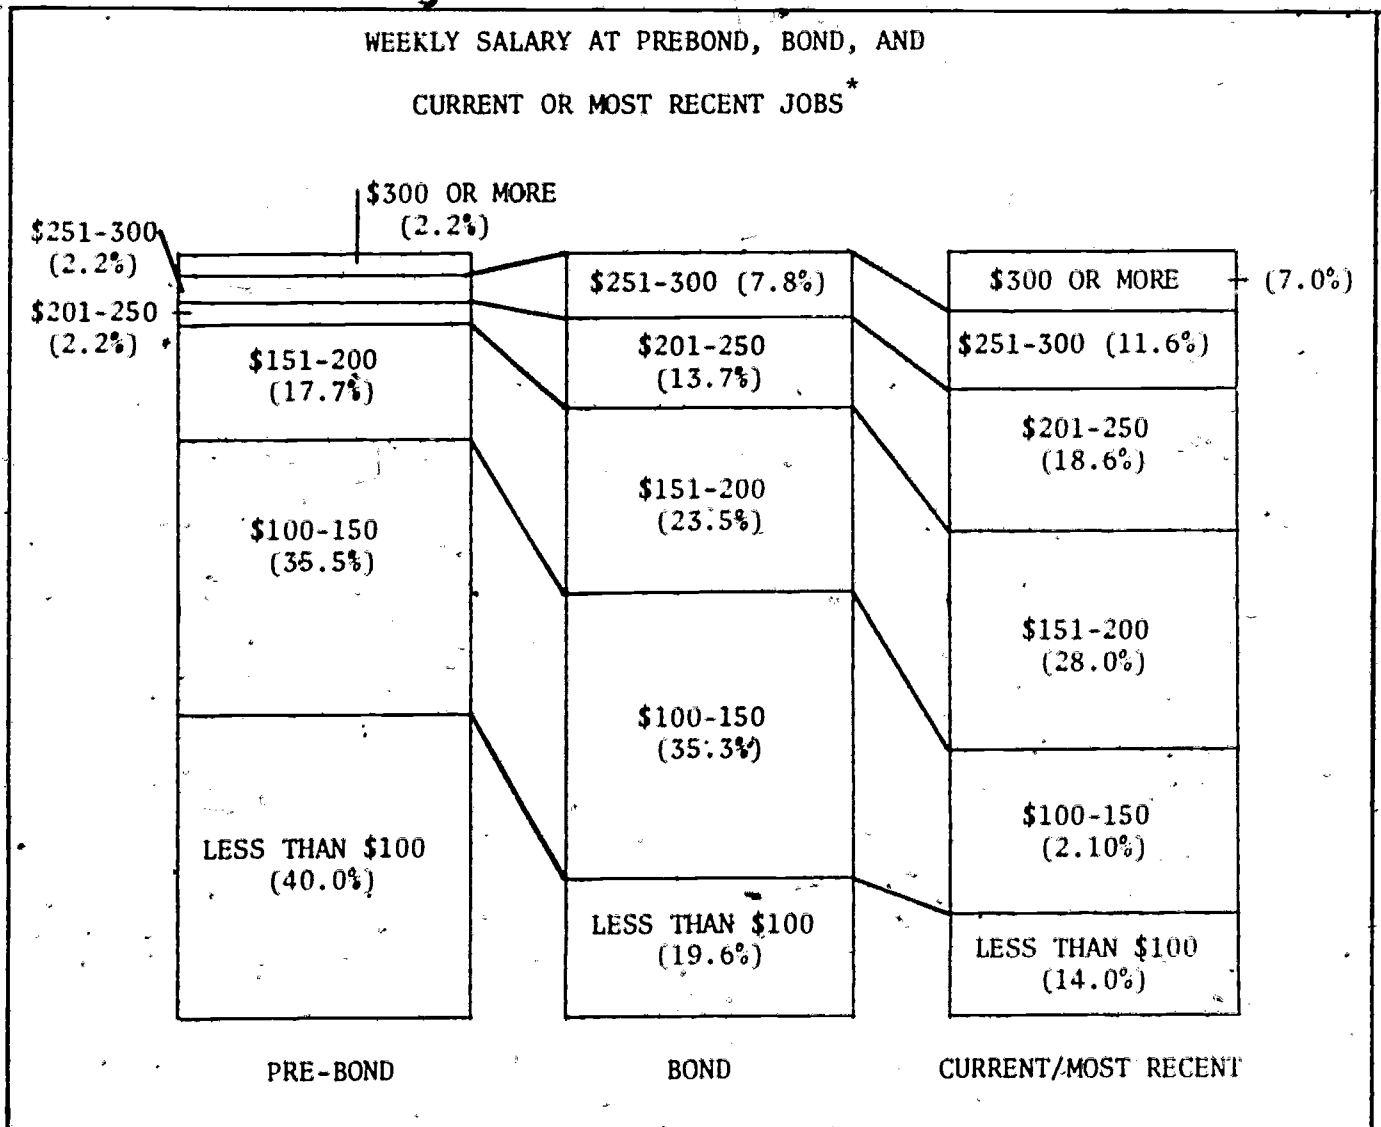 WEEKLY SALARY AT PREBOND, BOND, AND
CURRENT OR MOST RECENT JOBS*
$300 OR MORE
(2.2%)
$251-300
(2.2%)
$201-250
(2.2%)
$151-200
(17.7%)
$100-150
(35.5%)
LESS THAN $100
(40.0%)
PRE-BOND
$251-300 (7.8%)
$201-250
(13.7%)
$151-200
(23.5%)
$100-150
(35.3%)
LESS THAN $100
(19.6%)
BOND
$300 OR MORE (7.0%)
$251-300 (11.6%)
$201-250
(18.6%)
$151-200
(28.0%)
$100-150
(2.10%)
LESS THAN $100
(14.0%)
CURRENT/MOST RECENT